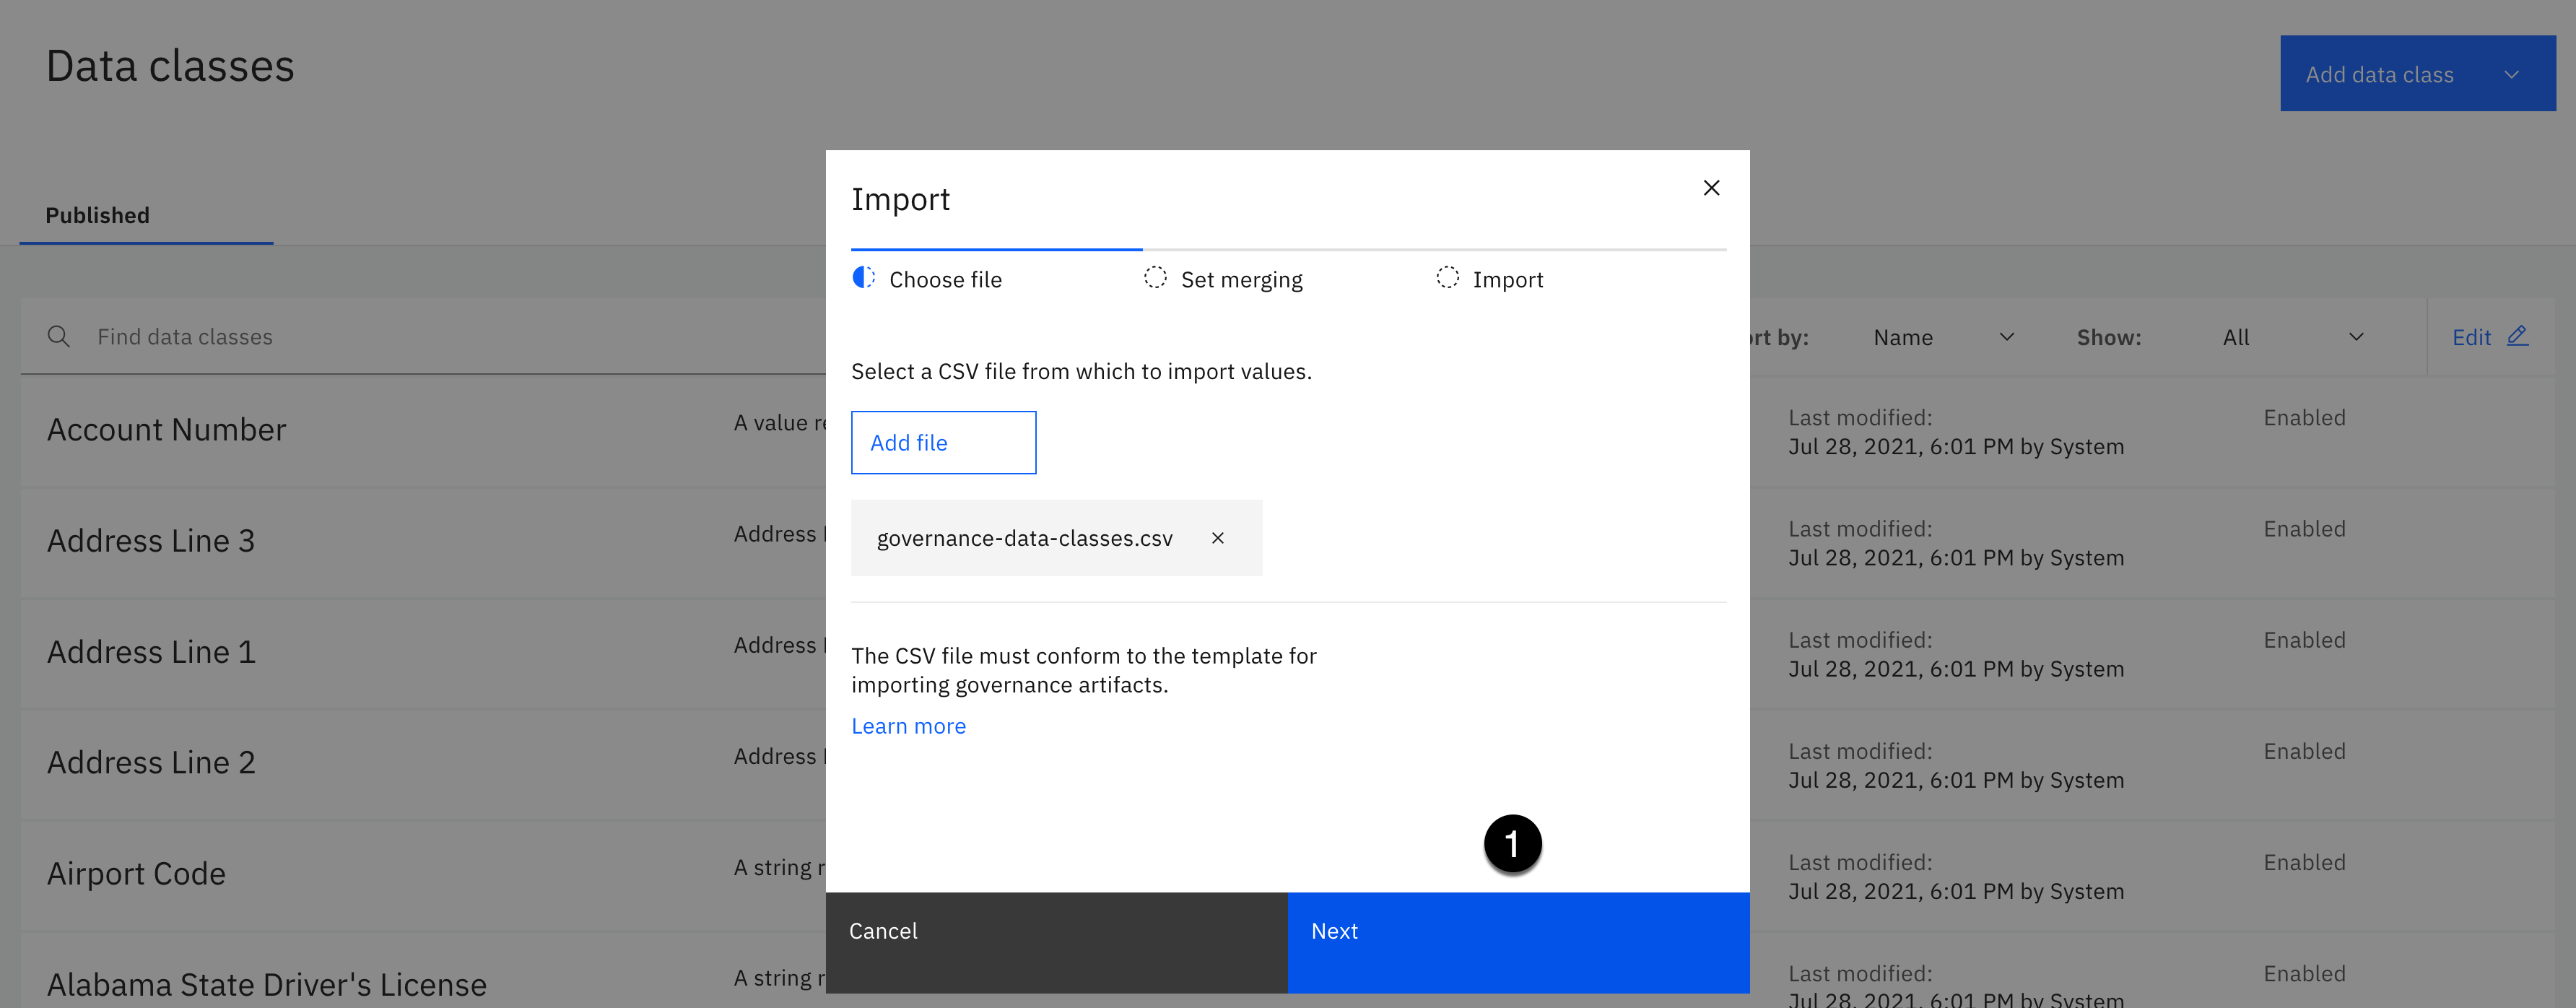 Data classes
Add data class
Published
Import
Choose file
Set merging
Import
Find data classes
rt by:
Name
Show:
All
Edit
Select a CSV file from which to import values.
Add file
governance-data-classes.csv
The CSV file must conform to the template for
importing governance artifacts.
Learn more
1
Cancel
Next
Account Number
A value
Last modified:
Jul 28, 2021, 6:01 PM by System
Enabled
Address Line 3
Address
Last modified:
Jul 28, 2021, 6:01 PM by System
Enabled
Address Line 1
Address
Last modified:
Jul 28, 2021, 6:01 PM by System
Enabled
Address Line 2
Address
Last modified:
Jul 28, 2021, 6:01 PM by System
Enabled
Airport Code
A string
Last modified:
Jul 28, 2021, 6:01 PM by System
Enabled
Alabama State Driver's License
A string
Last modified:
Jul 28, 2021, 6:01 PM by System
Enabled